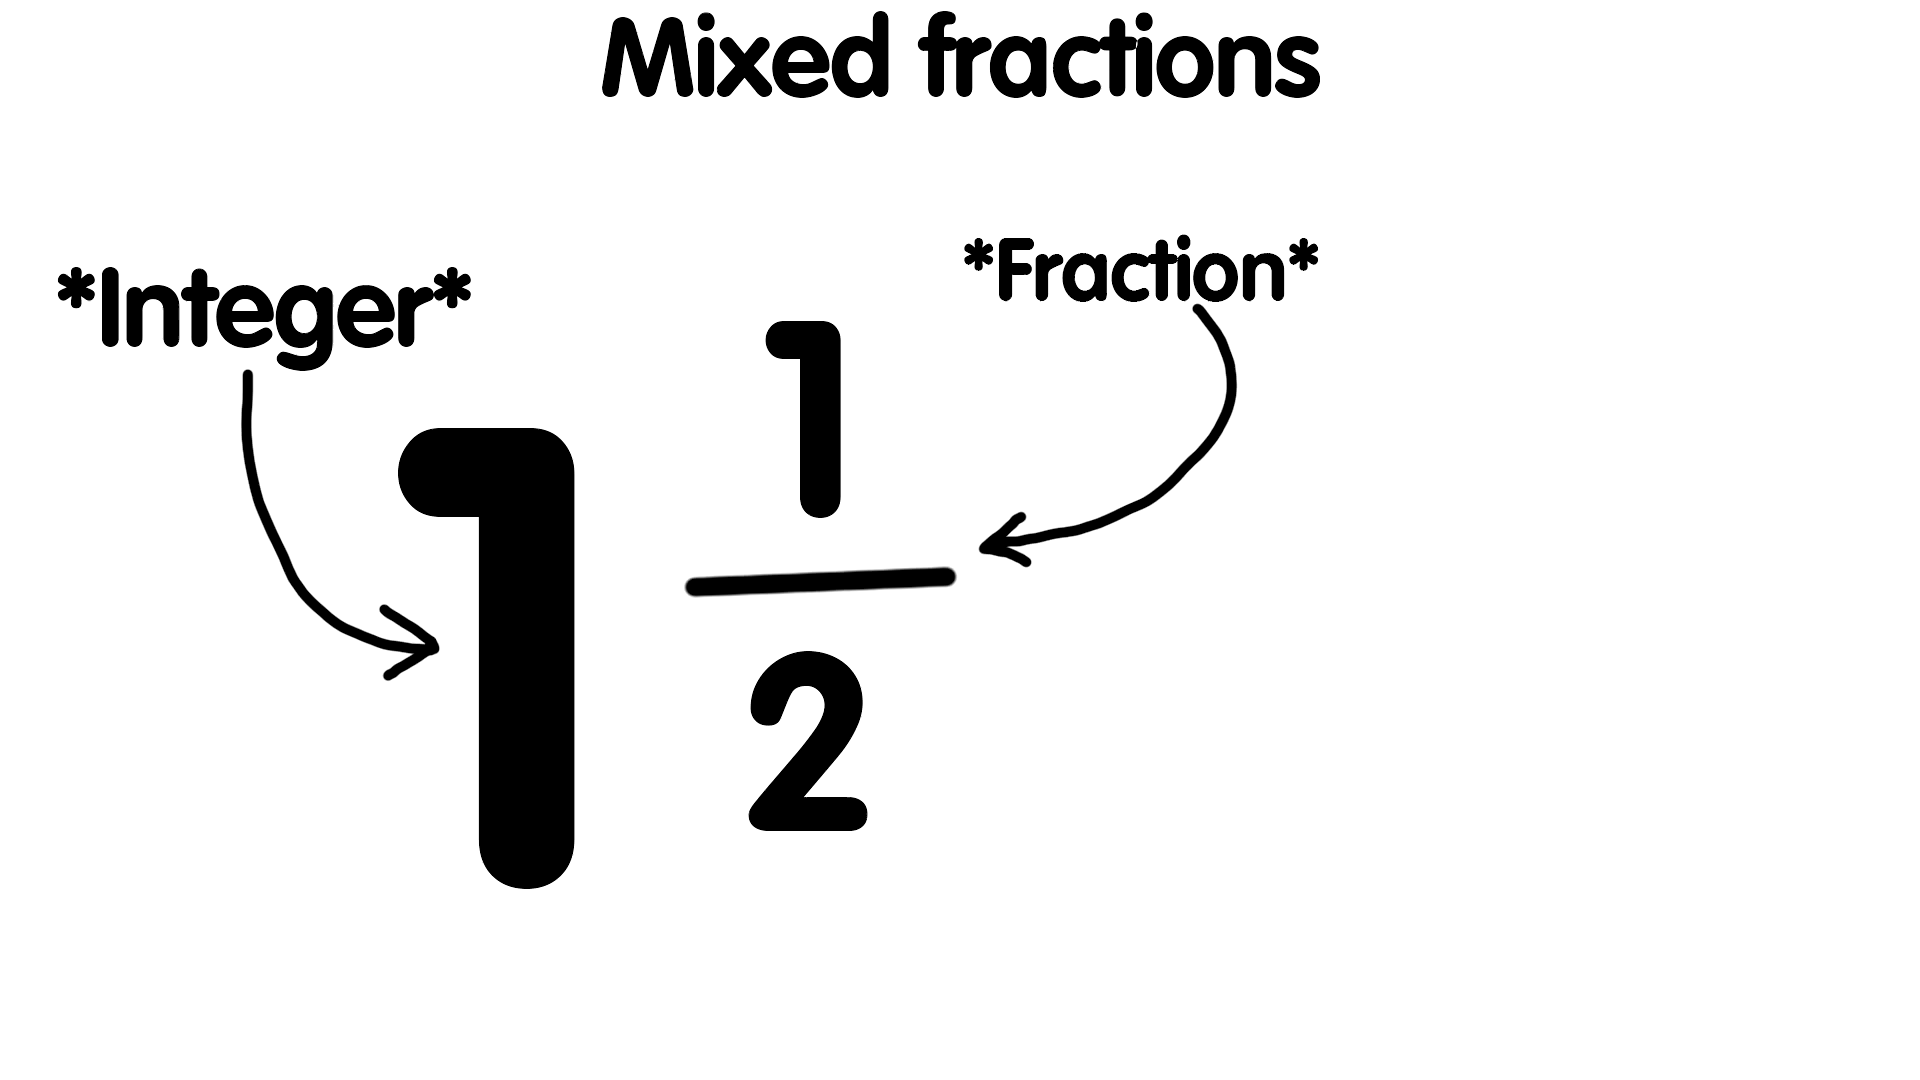 Mixed fractions
*Integer*
*Fraction*
1 1
2